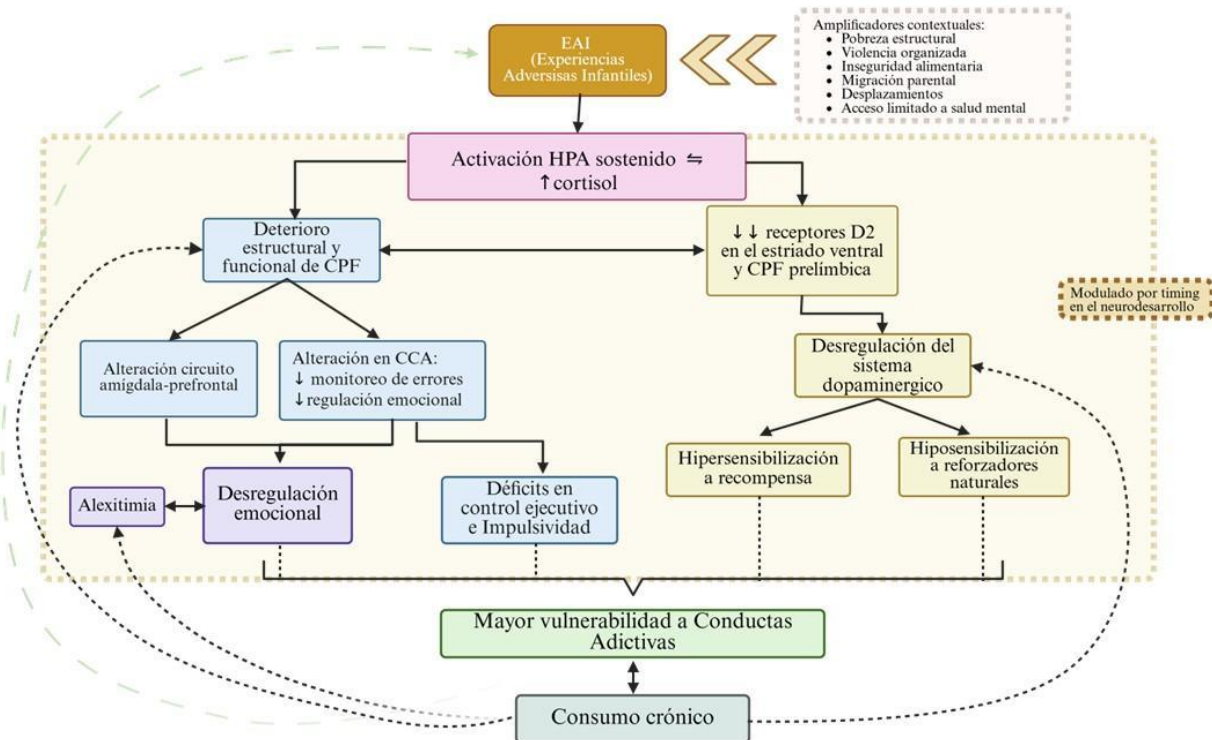 EAI
(Experiencias
Adversisas Infantiles)
Amplificadores contextuales:
• Pobreza estructural
• Violencia organizada
• Inseguridad alimentaria
• Migración parental
• Desplazamientos
• Acceso limitado a salud mental
Activación HPA sostenido ⇋
↑cortisol
Deterioro
estructural y
funcional de CPF
↓↓ receptores D2
en el estriado ventral
y CPF prelímbica
Modulado por timing
en el neurodesarrollo
Alteración circuito
amígdala-prefrontal
Alteración en CCA:
↓ monitoreo de errores
↓regulación emocional
Desregulación del
sistema
dopaminergico
Hipersensibilización
a recompensa
Hiposensibilización
a reforzadores
naturales
Alexitimia
Desregulación
emocional
Déficits en
control ejecutivo
e Impulsividad
Mayor vulnerabilidad a Conductas
Adictivas
Consumo crónico